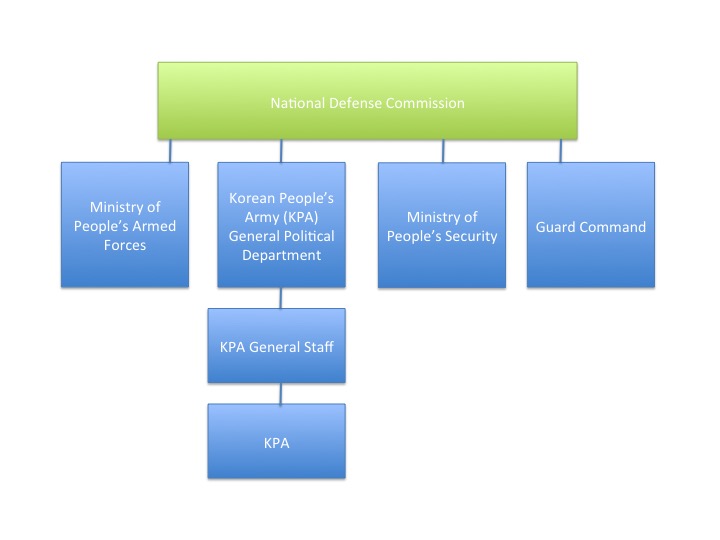 National Defense Commission
Ministry of
People's Armed
Forces
Korean People's
Army (KPA)
General Political
Department
Ministry of
People's Security
Guard Command
KPA General Staff
KPA